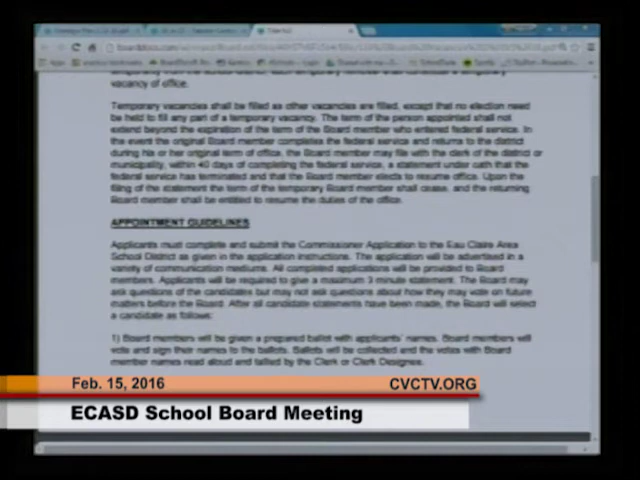 vacancy of office.
Temporary vacancies shall be filled as other vacancies are filled, except that no election need
be held to fill any part of a temporary vacancy. The term of the person appointed shall not
extend beyond the expiration of the term of the Board member who entered federal service. In
the event the original Board member completes the federal service and returns to the district
during his or her original term of office, the Board member may file with the clerk of the district or
municipality, within 40 days of completing the federal service, a statement under oath that the
federal service has terminated and that the Board member elects to resume office. Upon the
filing of the statement the term of the temporary Board member shall cease, and the returning
Board member shall be entitled to resume the duties of the office.
APPOINTMENT GUIDELINES
Applicants must complete and submit the Commissioner Application to the Eau Claire Area
School District as given in the application instructions. The application will be advertised in a
variety of communication mediums. All completed applications will be provided to Board
members. Applicants will be required to give a maximum 3 minute statement. The Board may
ask questions of the candidates but may not ask questions about how they may vote on future
matters before the Board. After all candidate statements have been made, the Board will select
a candidate as follows:
1) Board members will be given a prepared ballot with applicants' names. Board members will
vote and sign their names to the ballots. Ballots will be collected and the votes with Board
member names read aloud and tallied by the Clerk or Clerk Designee.
Feb. 15, 2016 CVCTV.ORG
ECASD School Board Meeting